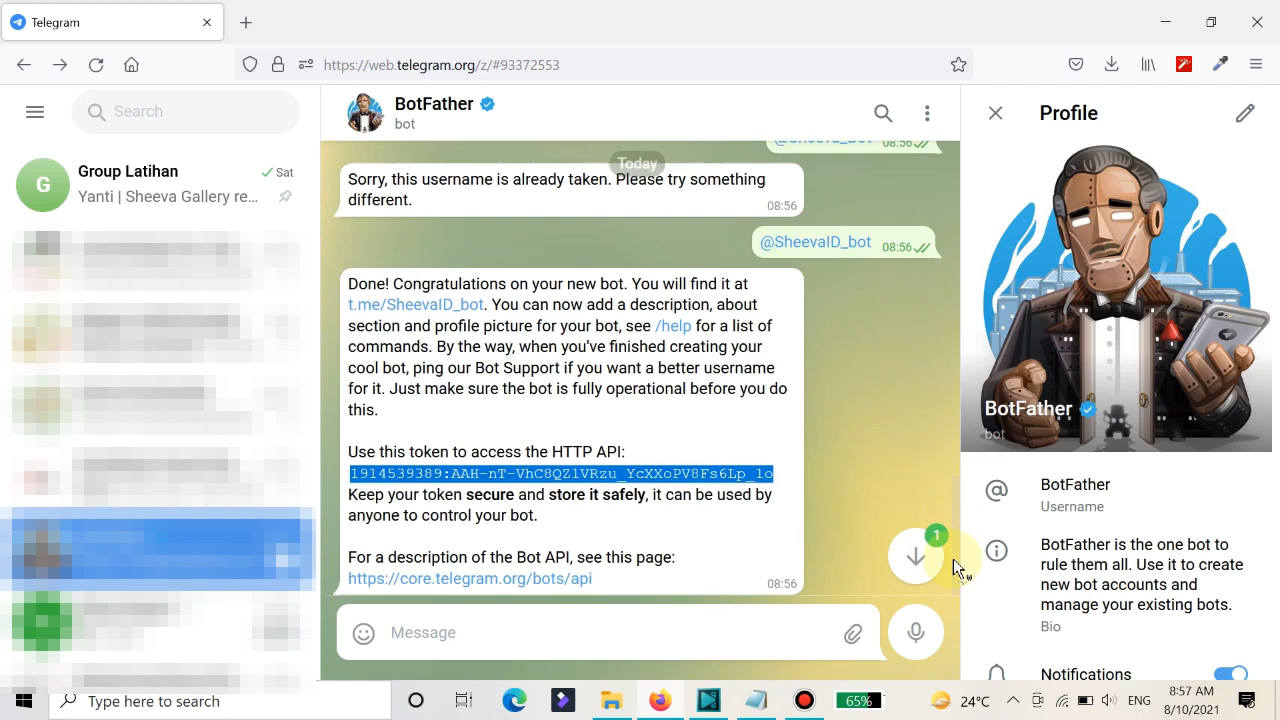 Telegram
https://web.telegram.org/z/#93372553
Search
BotFather
bot
Profile
G
Group Latihan
Sat
Yanti | Sheeva Gallery re...
08:56
Today
Sorry, this username is already taken. Please try something
different.
08:56
@SheevaID_bot 08:56
Done! Congratulations on your new bot. You will find it at
t.me/SheevaID_bot. You can now add a description, about
section and profile picture for your bot, see /help for a list of
commands. By the way, when you've finished creating your
cool bot, ping our Bot Support if you want a better username
for it. Just make sure the bot is fully operational before you do
this.
Use this token to access the HTTP API:
1914539389:AAH-nT-VhC8QZ1VRzu_YcXXoPV8Fs6Lp_1o
Keep your token secure and store it safely, it can be used by
anyone to control your bot.
For a description of the Bot API, see this page:
https://core.telegram.org/bots/api
08:56
1
Message
BotFather
bot
BotFather
Username
BotFather is the one bot to
rule them all. Use it to create
new bot accounts and
manage your existing bots.
Bio
Notifications
Type here to search
65%
24°C
ENG
8:57 AM
8/10/2021